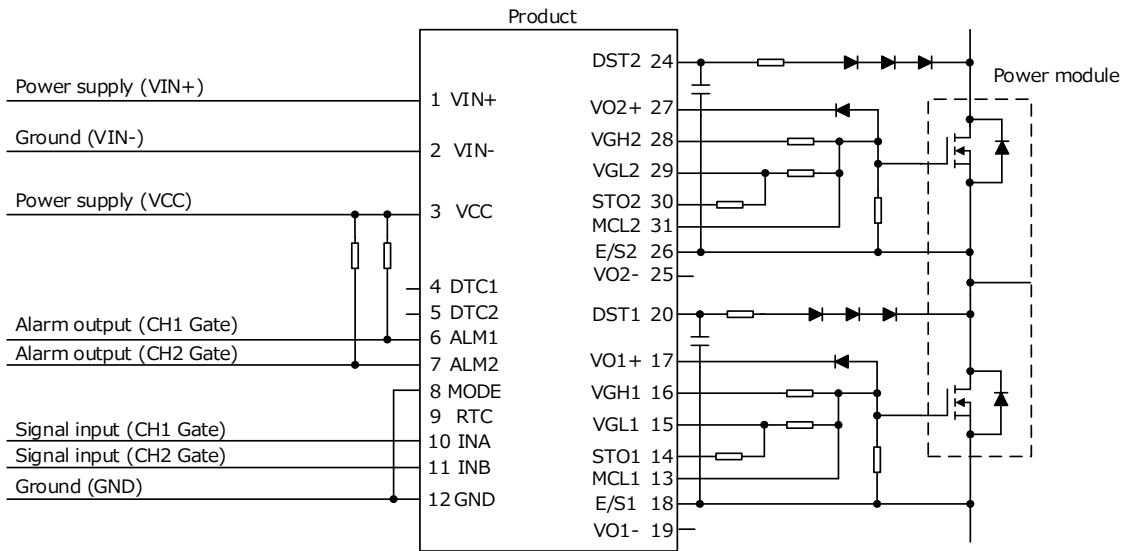 Product
Power supply (VIN+)
Ground (VIN-)
Power supply (VCC)
Alarm output (CH1 Gate)
Alarm output (CH2 Gate)
Signal input (CH1 Gate)
Signal input (CH2 Gate)
Ground (GND)
1 VIN+
2 VIN-
3 VCC
4 DTC1
5 DTC2
6 ALM1
7 ALM2
8 MODE
9 RTC
10 INA
11 INB
12 GND
DST2 24
VO2+ 27
VGH2 28
VGL2 29
STO2 30
MCL2 31
E/S2 26
VO2- 25
DST1 20
VO1+ 17
VGH1 16
VGL1 15
STO1 14
MCL1 13
E/S1 18
VO1- 19
Power module